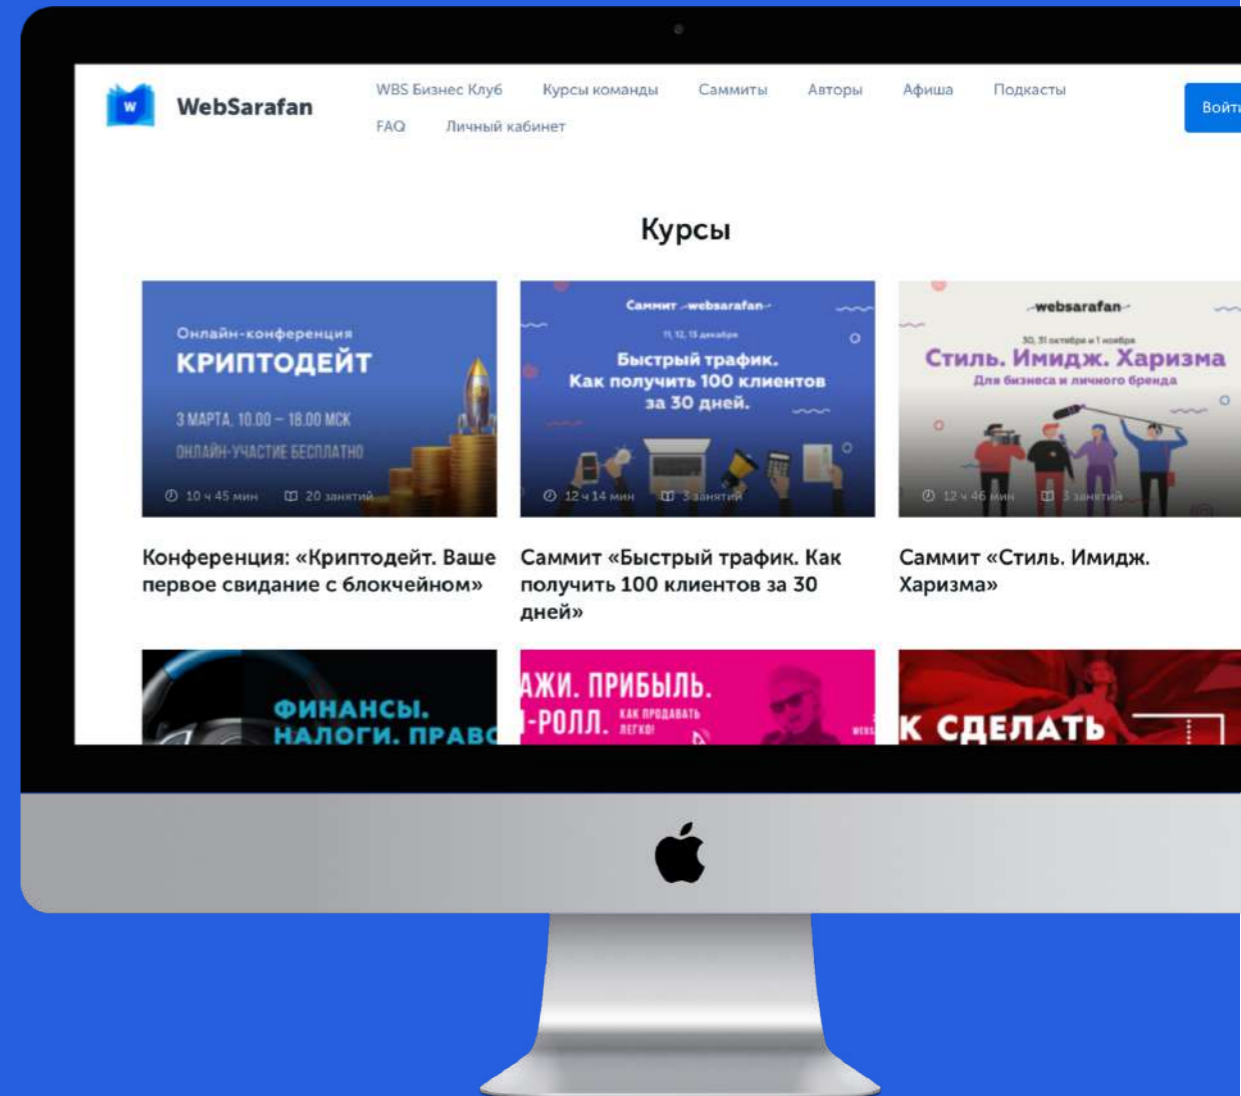 W
WebSarafan
WBS Бизнес Клуб Курсы команды Саммиты Авторы Афиша Подкасты
FAQ Личный кабинет
Войти
Курсы
Онлайн-конференция
КРИПТОДЕЙТ
3 МАРТА, 10.00 – 18.00 МСК
ОНЛАЙН-УЧАСТИЕ БЕСПЛАТНО
10 ч 45 мин 20 занятий
Саммит websarafan
11, 12, 13 декабря
Быстрый трафик.
Как получить 100 клиентов
за 30 дней.
12 ч 14 мин 3 занятий
websarafan
30, 31 октября и 1 ноября
Стиль. Имидж. Харизма
Для бизнеса и личного бренда
12 ч 46 мин 3 занятий
Конференция: «Криптодейт. Ваше
первое свидание с блокчейном»
Саммит «Быстрый трафик. Как
получить 100 клиентов за 30
дней»
Саммит «Стиль. Имидж.
Харизма»
ФИНАНСЫ.
НАЛОГИ. ПРАВО
АЖИ. ПРИБЫЛЬ.
-РОЛЛ. КАК ПРОДАВАТЬ
ЛЕГКО!
К СДЕЛАТЬ